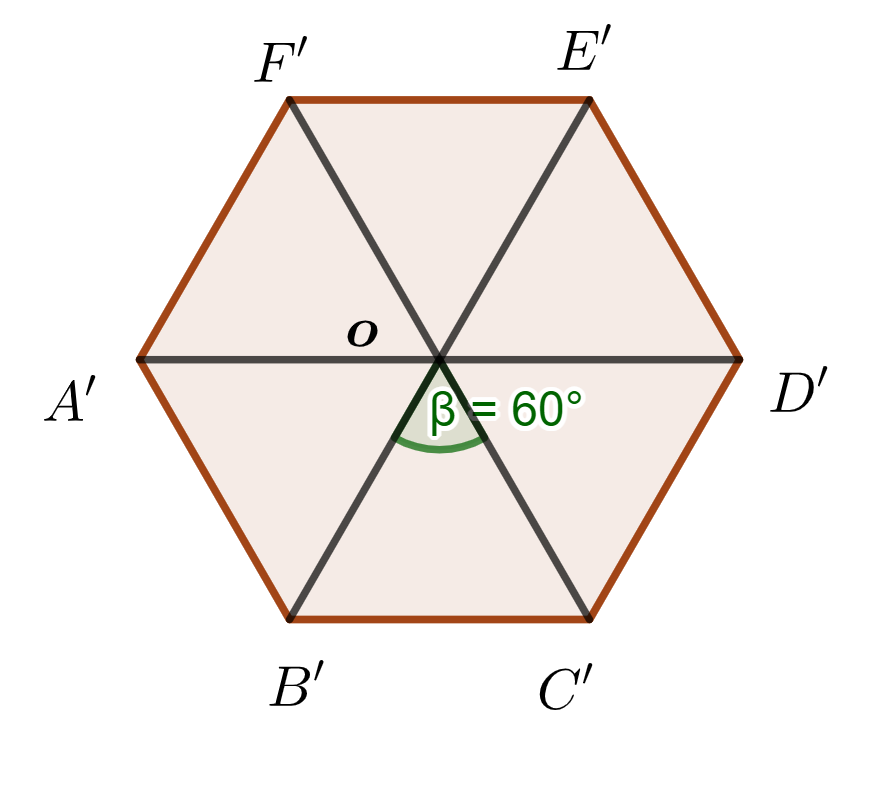 F′ E′
o
A′ β = 60° D′
B′ C′